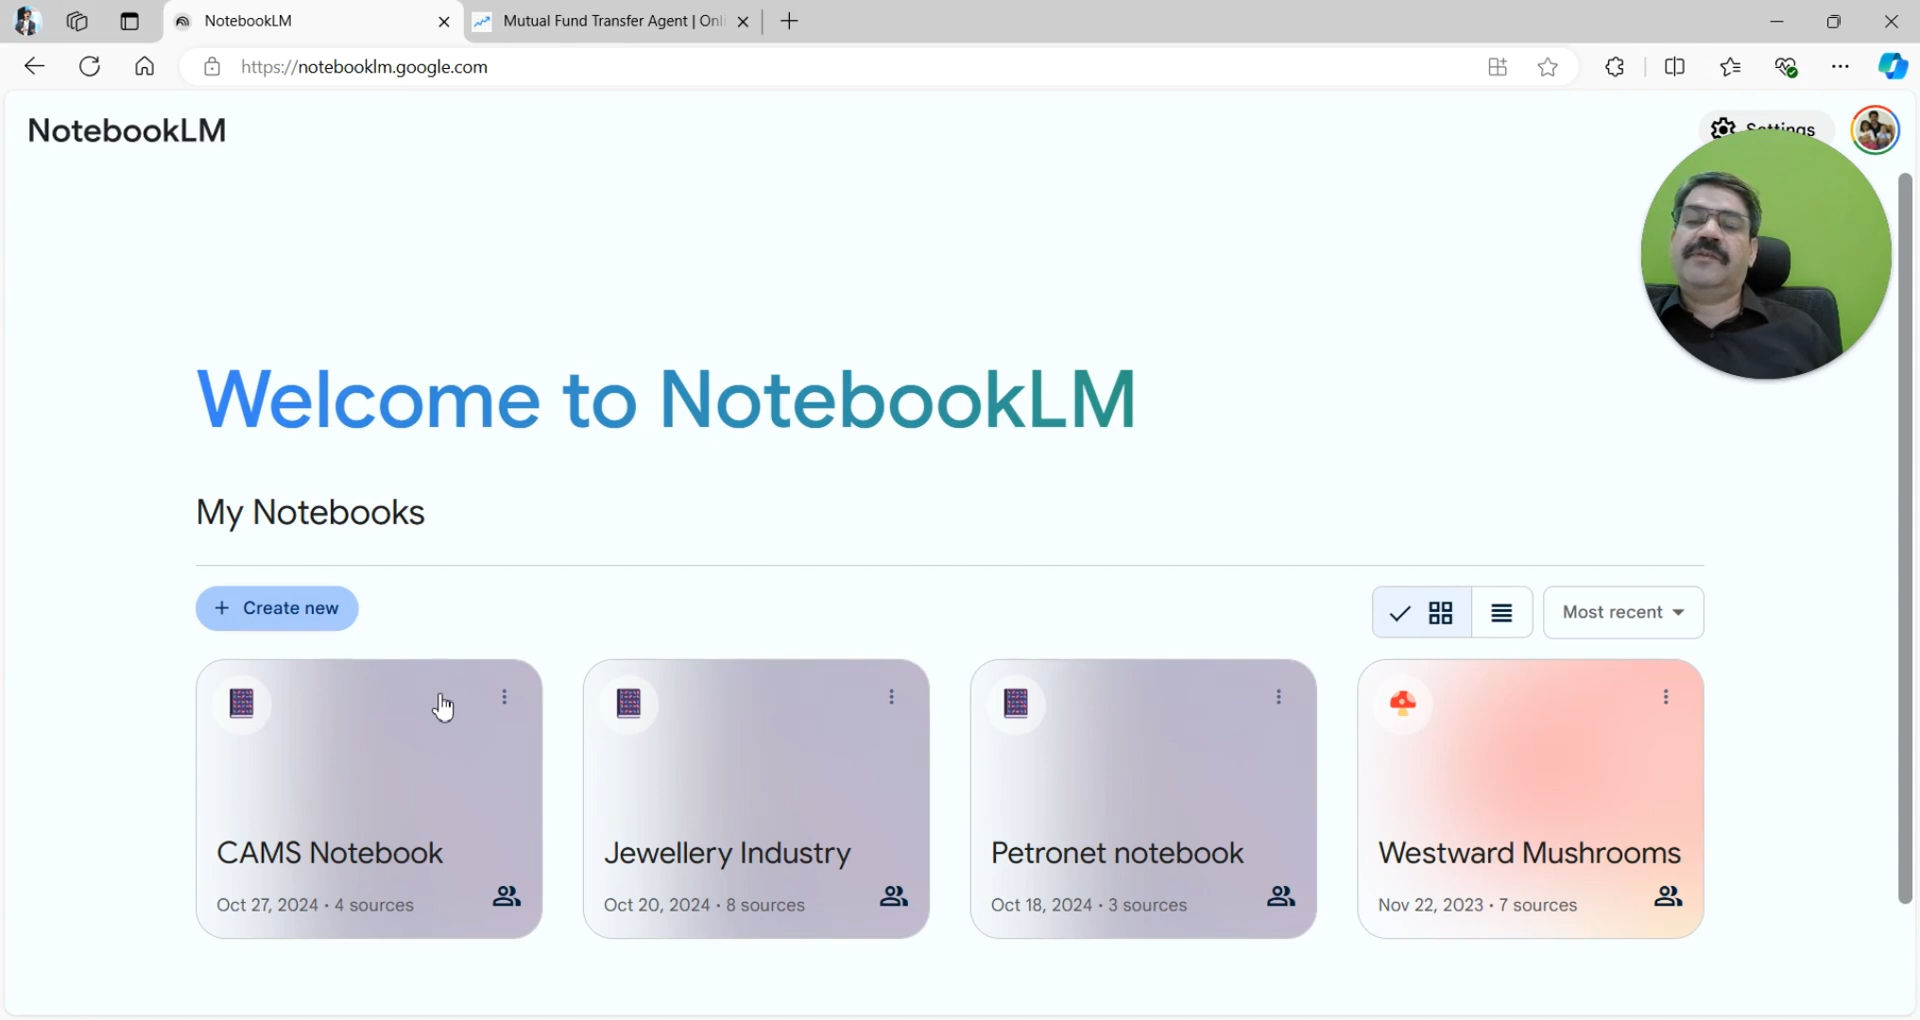 NotebookLM
Mutual Fund Transfer Agent | Onli
https://notebooklm.google.com
NotebookLM
Settings
Welcome to NotebookLM
My Notebooks
+ Create new
Most recent
CAMS Notebook
Oct 27, 2024 · 4 sources
Jewellery Industry
Oct 20, 2024 · 8 sources
Petronet notebook
Oct 18, 2024 · 3 sources
Westward Mushrooms
Nov 22, 2023 · 7 sources